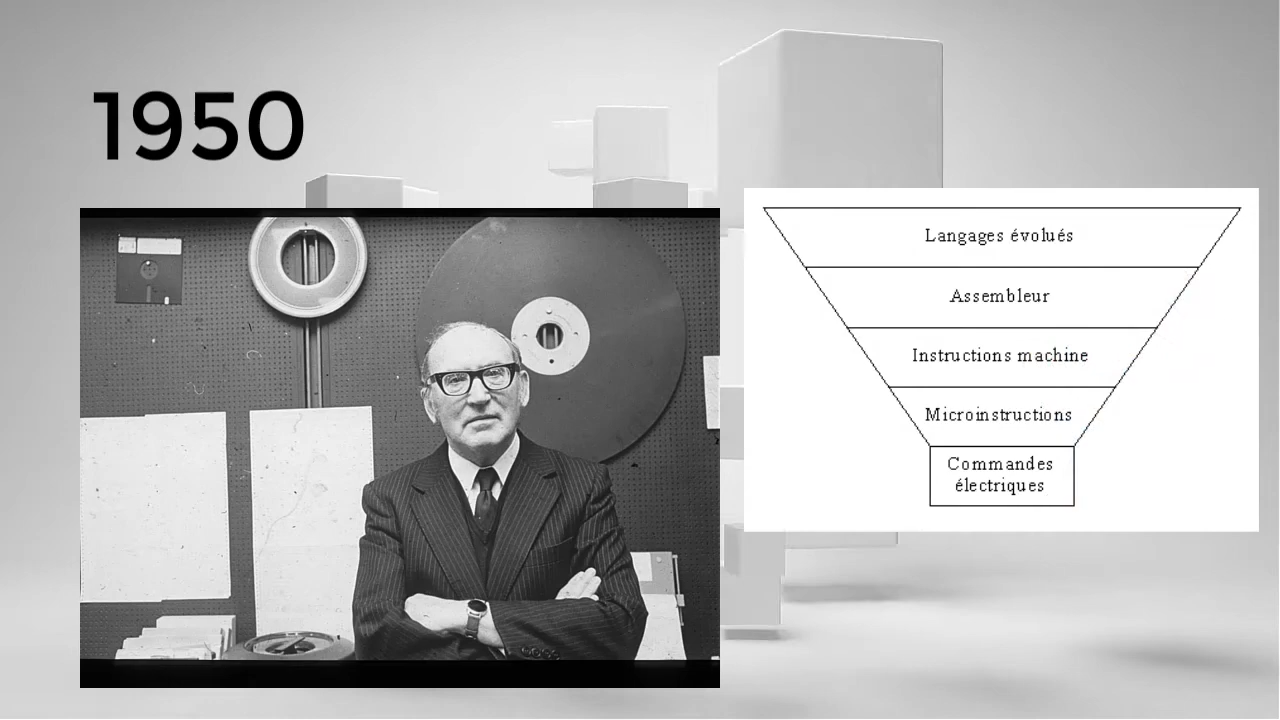 1950
Langages évolués
Assembleur
Instructions machine
Microinstructions
Commandes
électriques